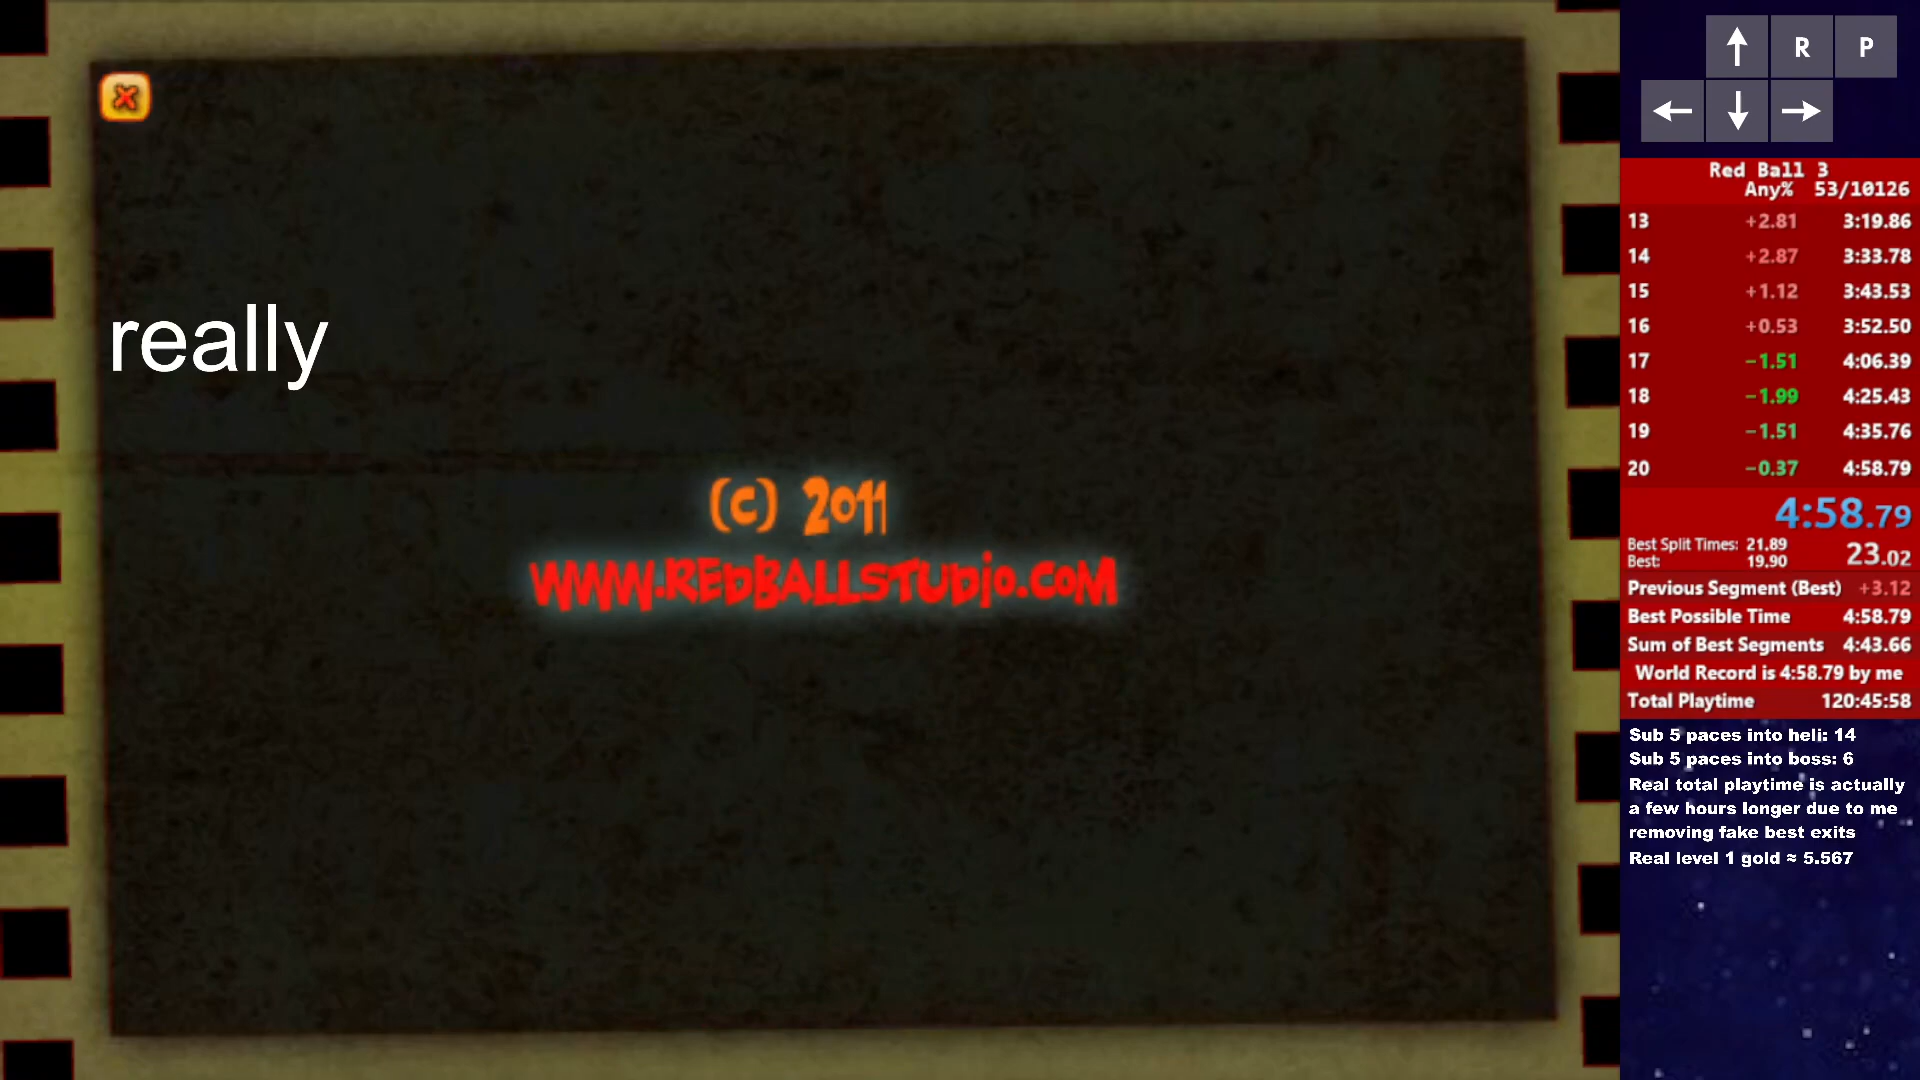 really
(c) 2011
WWW.REDBALLSTUDiO.COM
↑ R P
← ↓ →
Red Ball 3
Any% 53/10126
13 +2.81 3:19.86
14 +2.87 3:33.78
15 +1.12 3:43.53
16 +0.53 3:52.50
17 −1.51 4:06.39
18 −1.99 4:25.43
19 −1.51 4:35.76
20 −0.37 4:58.79
4:58.79
Best Split Times: 21.89
Best: 19.90
23.02
Previous Segment (Best) +3.12
Best Possible Time 4:58.79
Sum of Best Segments 4:43.66
World Record is 4:58.79 by me
Total Playtime 120:45:58
Sub 5 paces into heli: 14
Sub 5 paces into boss: 6
Real total playtime is actually
a few hours longer due to me
removing fake best exits
Real level 1 gold ≈ 5.567